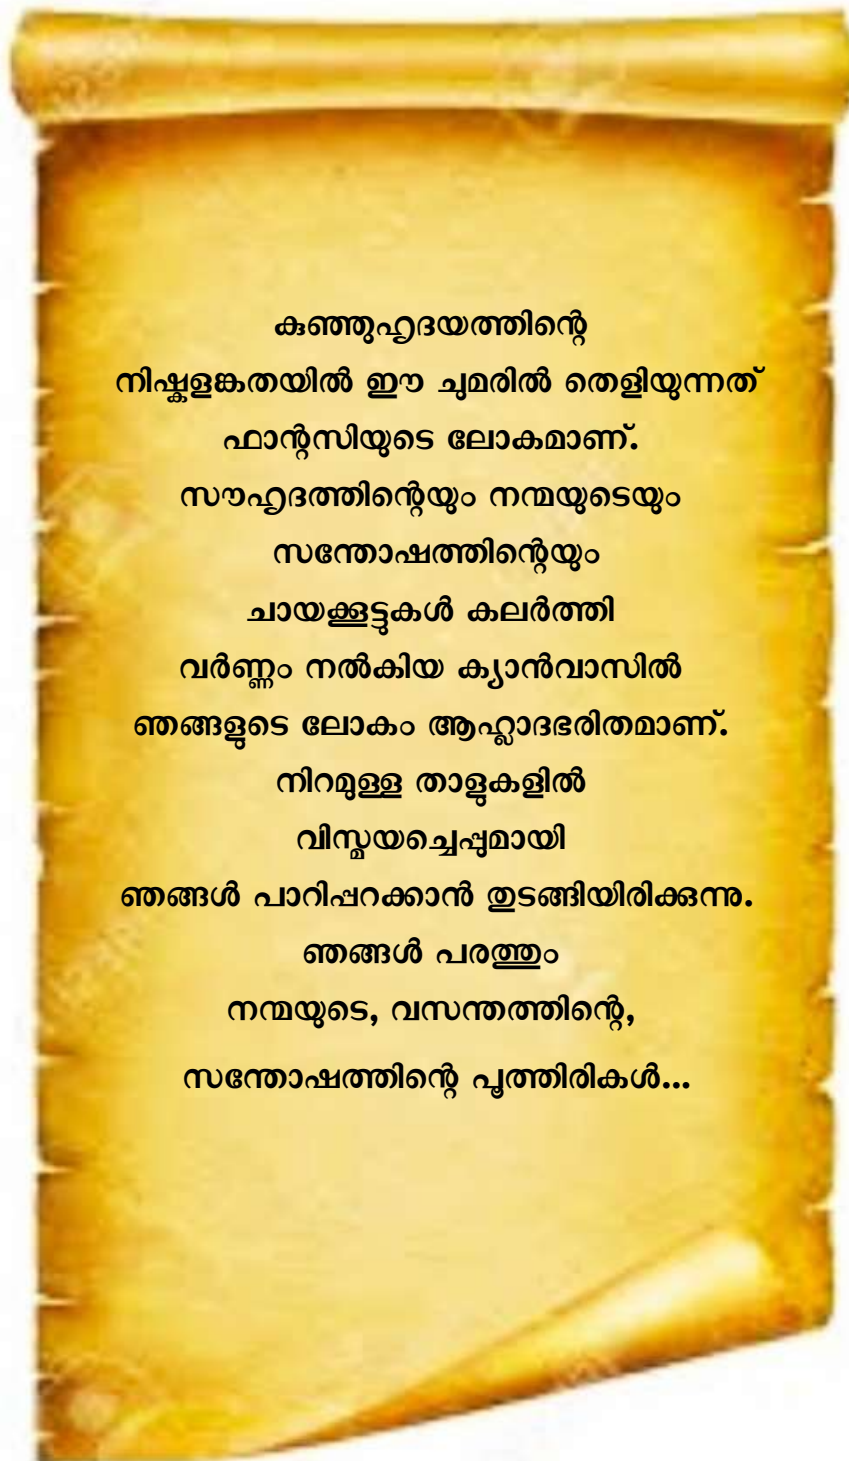 കുഞ്ഞുഹൃദയത്തിന്റെ
നിഷ്കളങ്കതയിൽ ഈ ചുമരിൽ തെളിയുന്നത്
ഫാന്റസിയുടെ ലോകമാണ്.
സൗഹൃദത്തിന്റെയും നന്മയുടെയും
സന്തോഷത്തിന്റെയും
ചായക്കൂട്ടുകൾ കലർത്തി
വർണ്ണം നൽകിയ ക്യാൻവാസിൽ
ഞങ്ങളുടെ ലോകം ആഹ്ലാദഭരിതമാണ്.
നിറമുള്ള താളുകളിൽ
വിസ്മയച്ചെപ്പുമായി
ഞങ്ങൾ പാറിപ്പറക്കാൻ തുടങ്ങിയിരിക്കുന്നു.
ഞങ്ങൾ പരത്തും
നന്മയുടെ, വസന്തത്തിന്റെ,
സന്തോഷത്തിന്റെ പൂത്തിരികൾ...